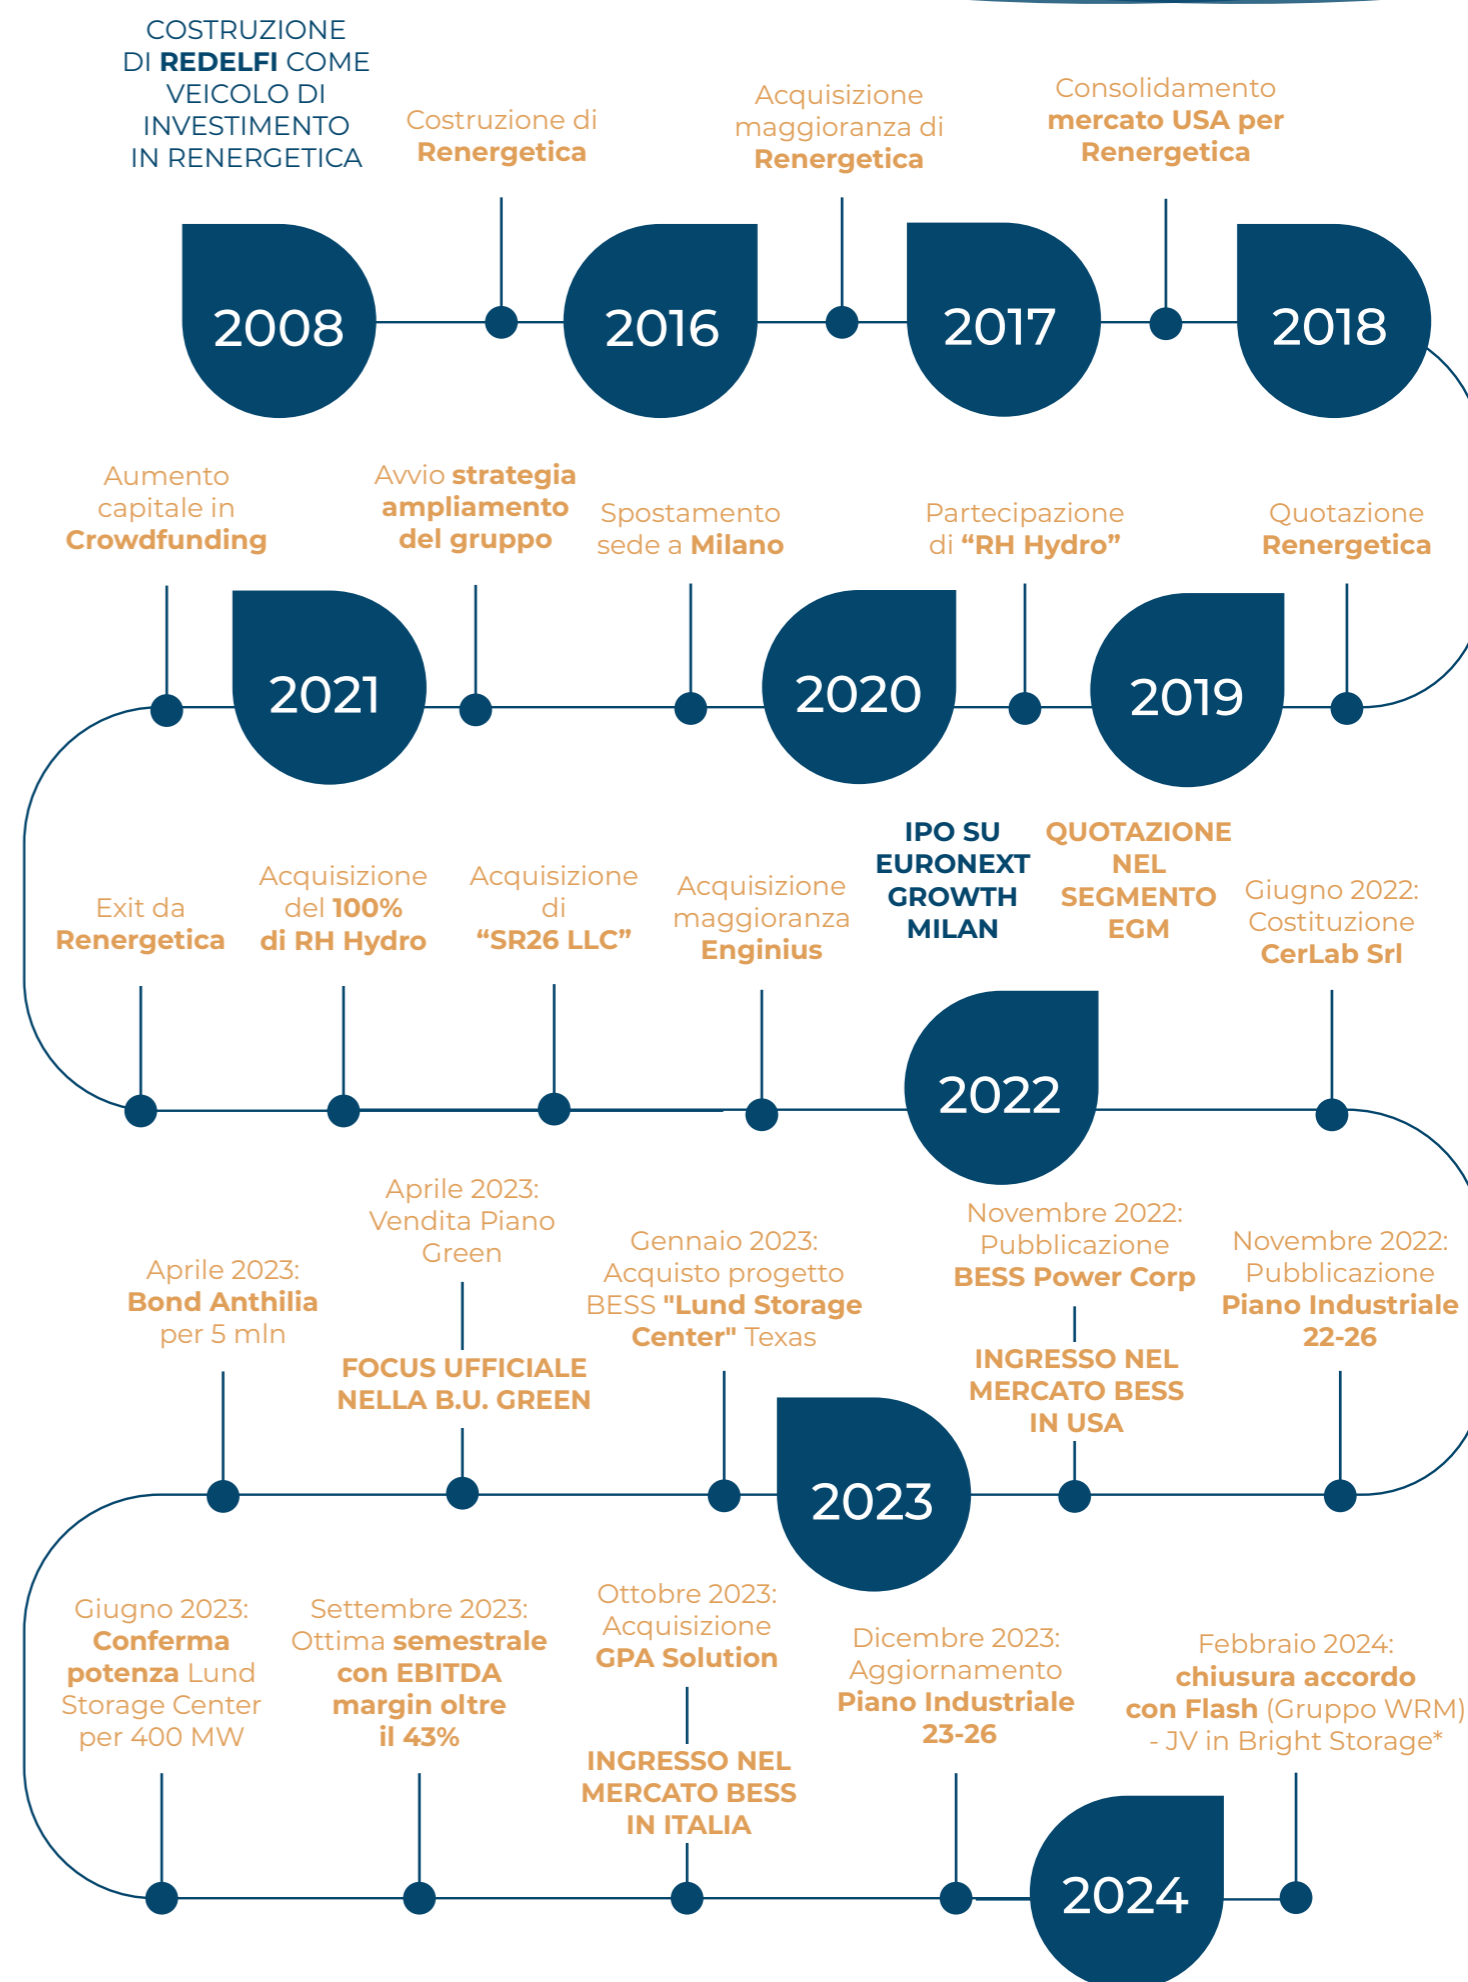 COSTRUZIONE
DI REDELFI COME
VEICOLO DI
INVESTIMENTO
IN RENERGETICA
Costruzione di
Renergetica
Acquisizione
maggioranza di
Renergetica
Consolidamento
mercato USA per
Renergetica
2008
2016
2017
2018
Aumento
capitale in
Crowdfunding
Avvio strategia
ampliamento
del gruppo
Spostamento
sede a Milano
Partecipazione
di “RH Hydro”
Quotazione
Renergetica
2021
2020
2019
Exit da
Renergetica
Acquisizione
del 100%
di RH Hydro
Acquisizione
di
“SR26 LLC”
Acquisizione
maggioranza
Enginius
IPO SU
EURONEXT
GROWTH
MILAN
QUOTAZIONE
NEL
SEGMENTO
EGM
Giugno 2022:
Costituzione
CerLab Srl
2022
Aprile 2023:
Bond Anthilia
per 5 mln
Aprile 2023:
Vendita Piano
Green
FOCUS UFFICIALE
NELLA B.U. GREEN
Gennaio 2023:
Acquisto progetto
BESS "Lund Storage
Center" Texas
Novembre 2022:
Pubblicazione
BESS Power Corp
INGRESSO NEL
MERCATO BESS
IN USA
Novembre 2022:
Pubblicazione
Piano Industriale
22-26
2023
Giugno 2023:
Conferma
potenza Lund
Storage Center
per 400 MW
Settembre 2023:
Ottima semestrale
con EBITDA
margin oltre
il 43%
Ottobre 2023:
Acquisizione
GPA Solution
INGRESSO NEL
MERCATO BESS
IN ITALIA
Dicembre 2023:
Aggiornamento
Piano Industriale
23-26
Febbraio 2024:
chiusura accordo
con Flash (Gruppo WRM)
- JV in Bright Storage*
2024